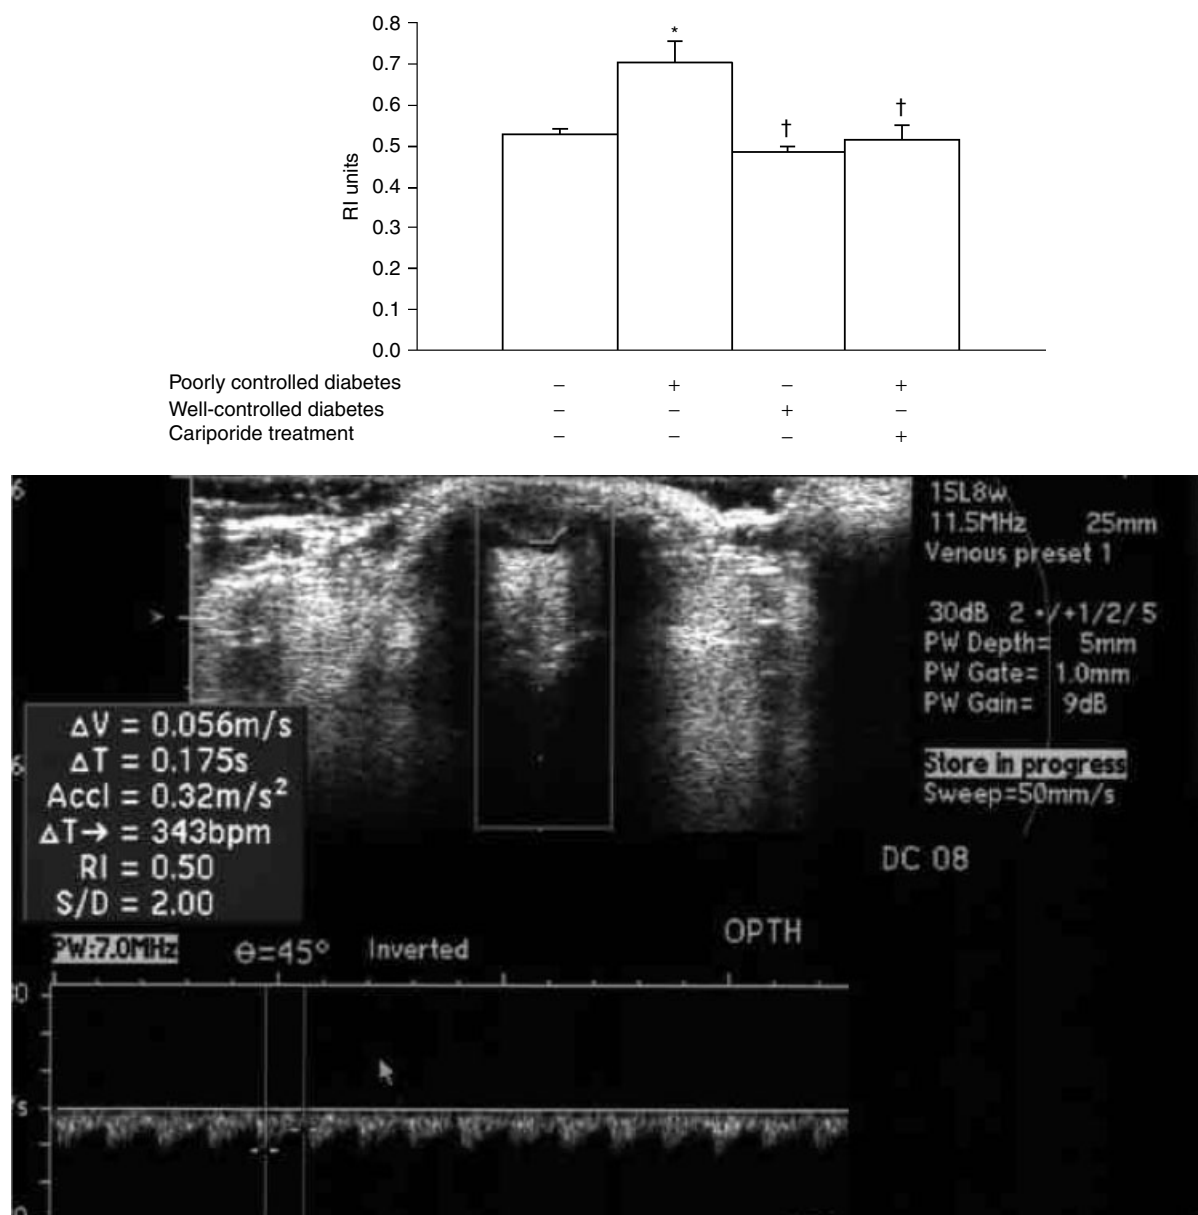 0.8
0.7
0.6
0.5
0.4
0.3
0.2
0.1
0.0
RI units
*
†
†
Poorly controlled diabetes – + – +
Well-controlled diabetes – – + –
Cariporide treatment – – – +
6
15L8w
11.5MHz 25mm
Venous preset 1
30dB 2 •/+1/2/5
PW Depth= 5mm
PW Gate= 1.0mm
PW Gain= 9dB
Store in progress
Sweep=50mm/s
6
ΔV = 0.056m/s
ΔT = 0.175s
Accl = 0.32m/s²
ΔT→ = 343bpm
RI = 0.50
S/D = 2.00
DC 08
OPTH
PW:7.0MHz θ=45° Inverted